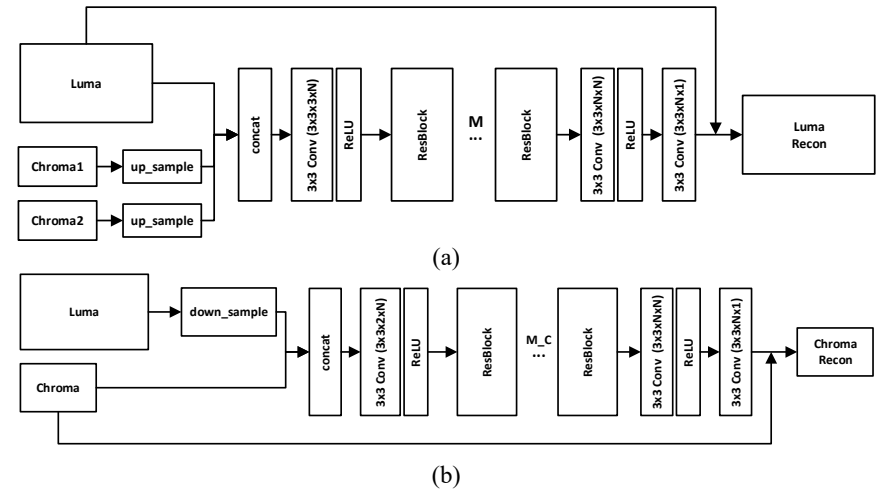 Luma
Chroma1
up_sample
Chroma2
up_sample
concat
3x3 Conv (3x3x3xN)
ReLU
ResBlock
M
...
ResBlock
3x3 Conv (3x3xNxN)
ReLU
3x3 Conv (3x3xNx1)
Luma
Recon
(a)
Luma
down_sample
Chroma
concat
3x3 Conv (3x3x2xN)
ReLU
ResBlock
M_C
...
ResBlock
3x3 Conv (3x3xNxN)
ReLU
3x3 Conv (3x3xNx1)
Chroma
Recon
(b)